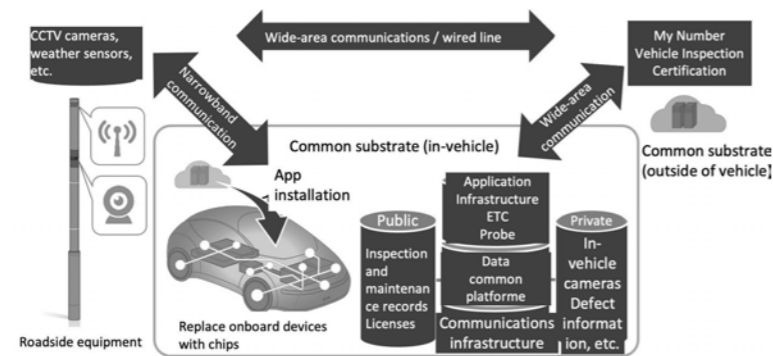 CCTV cameras,
weather sensors,
etc.
Wide-area communications / wired line
My Number
Vehicle Inspection
Certification
Narrowband
communication
Wide-area
communication
Common substrate (in-vehicle)
Common substrate
(outside of vehicle)
App
installation
Application
Infrastructure
ETC
Probe
Public
Private
Inspection
and
maintenan
ce records
Licenses
Data
common
platforme
In-
vehicle
cameras
Defect
informat
ion, etc.
Communications
infrastructure
Replace onboard devices
with chips
Roadside equipment